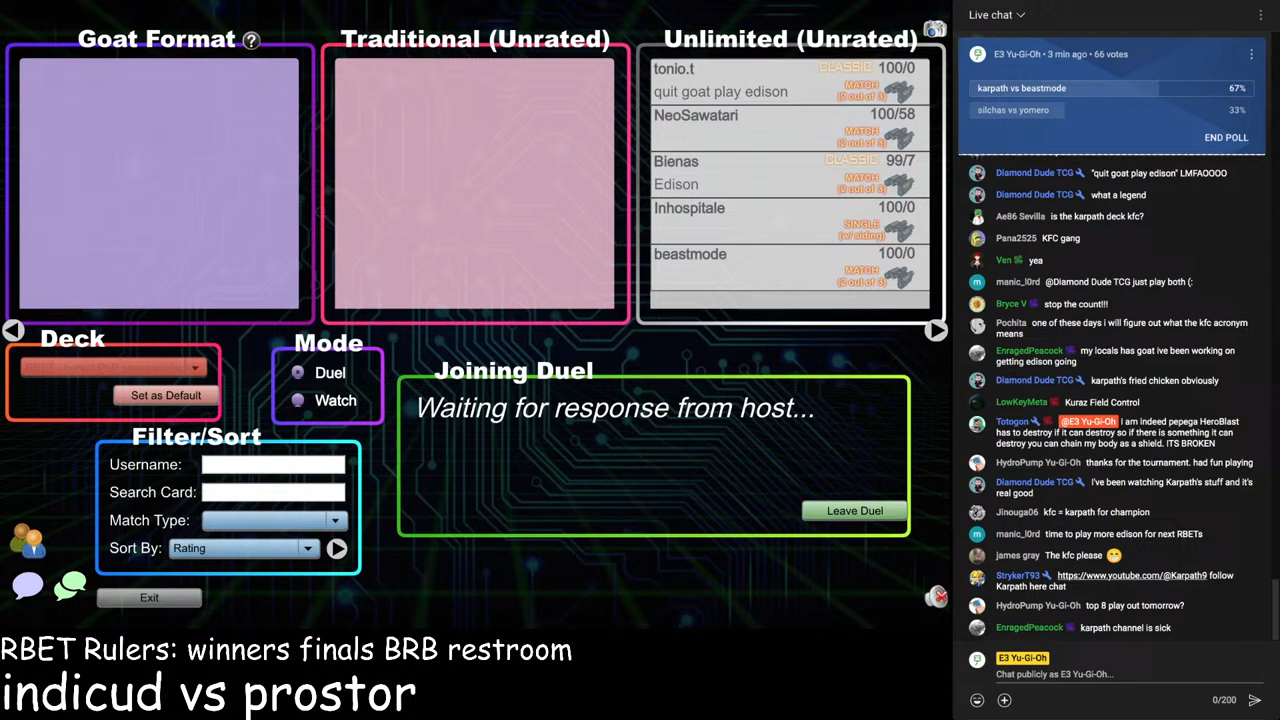 Goat Format ?
Traditional (Unrated)
Unlimited (Unrated)
tonio.t CLASSIC 100/0
quit goat play edison MATCH (2 out of 3)
NeoSawatari 100/58
MATCH (2 out of 3)
Bienas CLASSIC 99/7
Edison MATCH (2 out of 3)
Inhospitale 100/0
SINGLE (w/ siding)
beastmode 100/0
MATCH (2 out of 3)
Deck
Set as Default
Mode
Duel
Watch
Joining Duel
Waiting for response from host...
Leave Duel
Filter/Sort
Username:
Search Card:
Match Type:
Sort By: Rating
Exit
RBET Rulers: winners finals BRB restroom
indicud vs prostor
Live chat
E3 Yu-Gi-Oh • 3 min ago • 66 votes
karpath vs beastmode 67%
silchas vs yomero 33%
END POLL
Diamond Dude TCG "quit goat play edison" LMFAOOOO
Diamond Dude TCG what a legend
Ae86 Sevilla is the karpath deck kfc?
Pana2525 KFC gang
Ven yea
manic_l0rd @Diamond Dude TCG just play both (:
Bryce V stop the count!!!
Pochita one of these days i will figure out what the kfc acronym
means
EnragedPeacock my locals has goat ive been working on
getting edison going
Diamond Dude TCG karpath's fried chicken obviously
LowKeyMeta Kuraz Field Control
Totogon @E3 Yu-Gi-Oh I am indeed pepega HeroBlast
has to destroy if it can destroy so if there is something it can
destroy you can chain my body as a shield. ITS BROKEN
HydroPump Yu-Gi-Oh thanks for the tournament. had fun playing
Diamond Dude TCG I've been watching Karpath's stuff and it's
real good
Jinouga06 kfc = karpath for champion
manic_l0rd time to play more edison for next RBETs
james gray The kfc please
StrykerT93 https://www.youtube.com/@Karpath9 follow
Karpath here chat
HydroPump Yu-Gi-Oh top 8 play out tomorrow?
EnragedPeacock karpath channel is sick
E3 Yu-Gi-Oh
Chat publicly as E3 Yu-Gi-Oh...
0/200